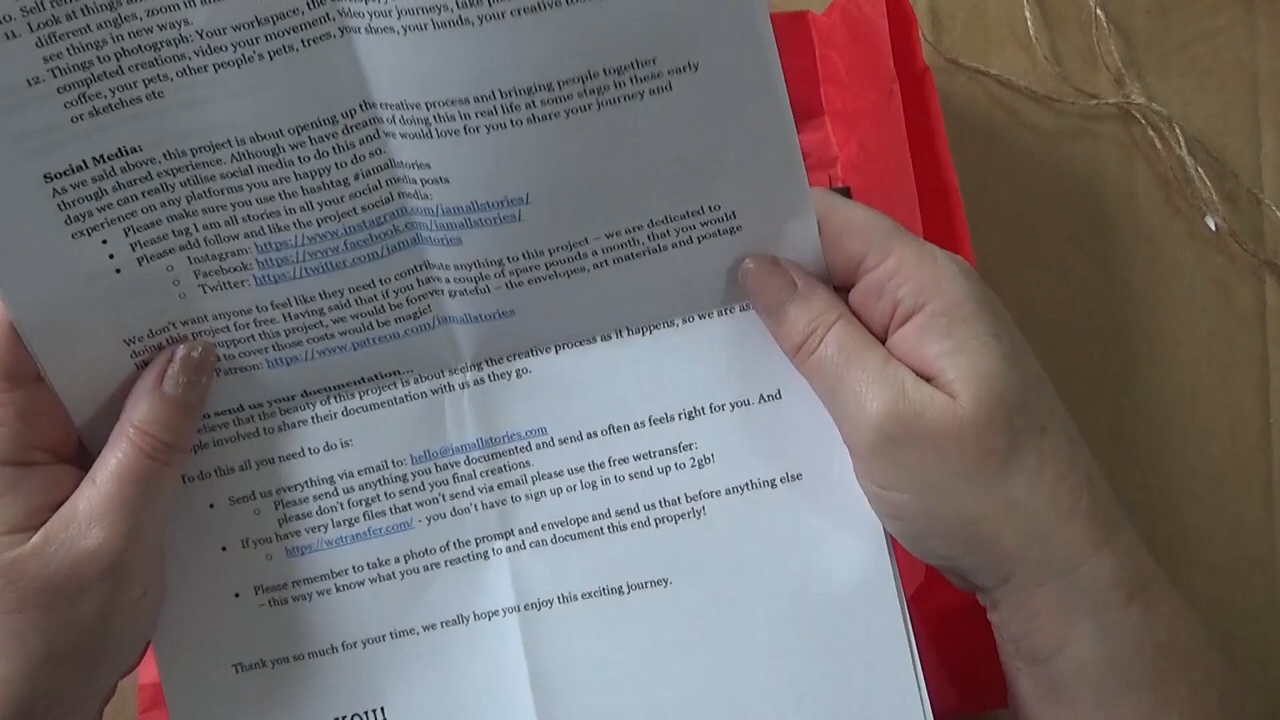 10. Self
11. Look at things
different angles, zoom in
see things in new ways.
12. Things to photograph: Your workspace, the
completed creations, video your movement, video your journeys, take
coffee, your pets, other people's pets, trees, your shoes, your hands, your creative
or sketches etc
Social Media:
As we said above, this project is about opening up the creative process and bringing people together
through shared experience. Although we have dreams of doing this in real life at some stage in these early
days we can really utilise social media to do this and we would love for you to share your journey and
experience on any platforms you are happy to do so.
• Please make sure you use the hashtag #iamallstories
• Please tag I am all stories in all your social media posts
• Please add follow and like the project social media:
o Instagram: https://www.instagram.com/iamallstories/
o Facebook: https://www.facebook.com/iamallstories/
o Twitter: https://twitter.com/iamallstories
We don't want anyone to feel like they need to contribute anything to this project – we are dedicated to
doing this project for free. Having said that if you have a couple of spare pounds a month, that you would
support this project, we would be forever grateful – the envelopes, art materials and postage
to cover those costs would be magic!
Patreon: https://www.patreon.com/iamallstories
send us your documentation...
elieve that the beauty of this project is about seeing the creative process as it happens, so we are as
ple involved to share their documentation with us as they go.
To do this all you need to do is:
• Send us everything via email to: hello@iamallstories.com
o Please send us anything you have documented and send as often as feels right for you. And
please don't forget to send you final creations.
• If you have very large files that won't send via email please use the free wetransfer:
o https://wetransfer.com/ - you don't have to sign up or log in to send up to 2gb!
• Please remember to take a photo of the prompt and envelope and send us that before anything else
– this way we know what you are reacting to and can document this end properly!
Thank you so much for your time, we really hope you enjoy this exciting journey.
YOU!